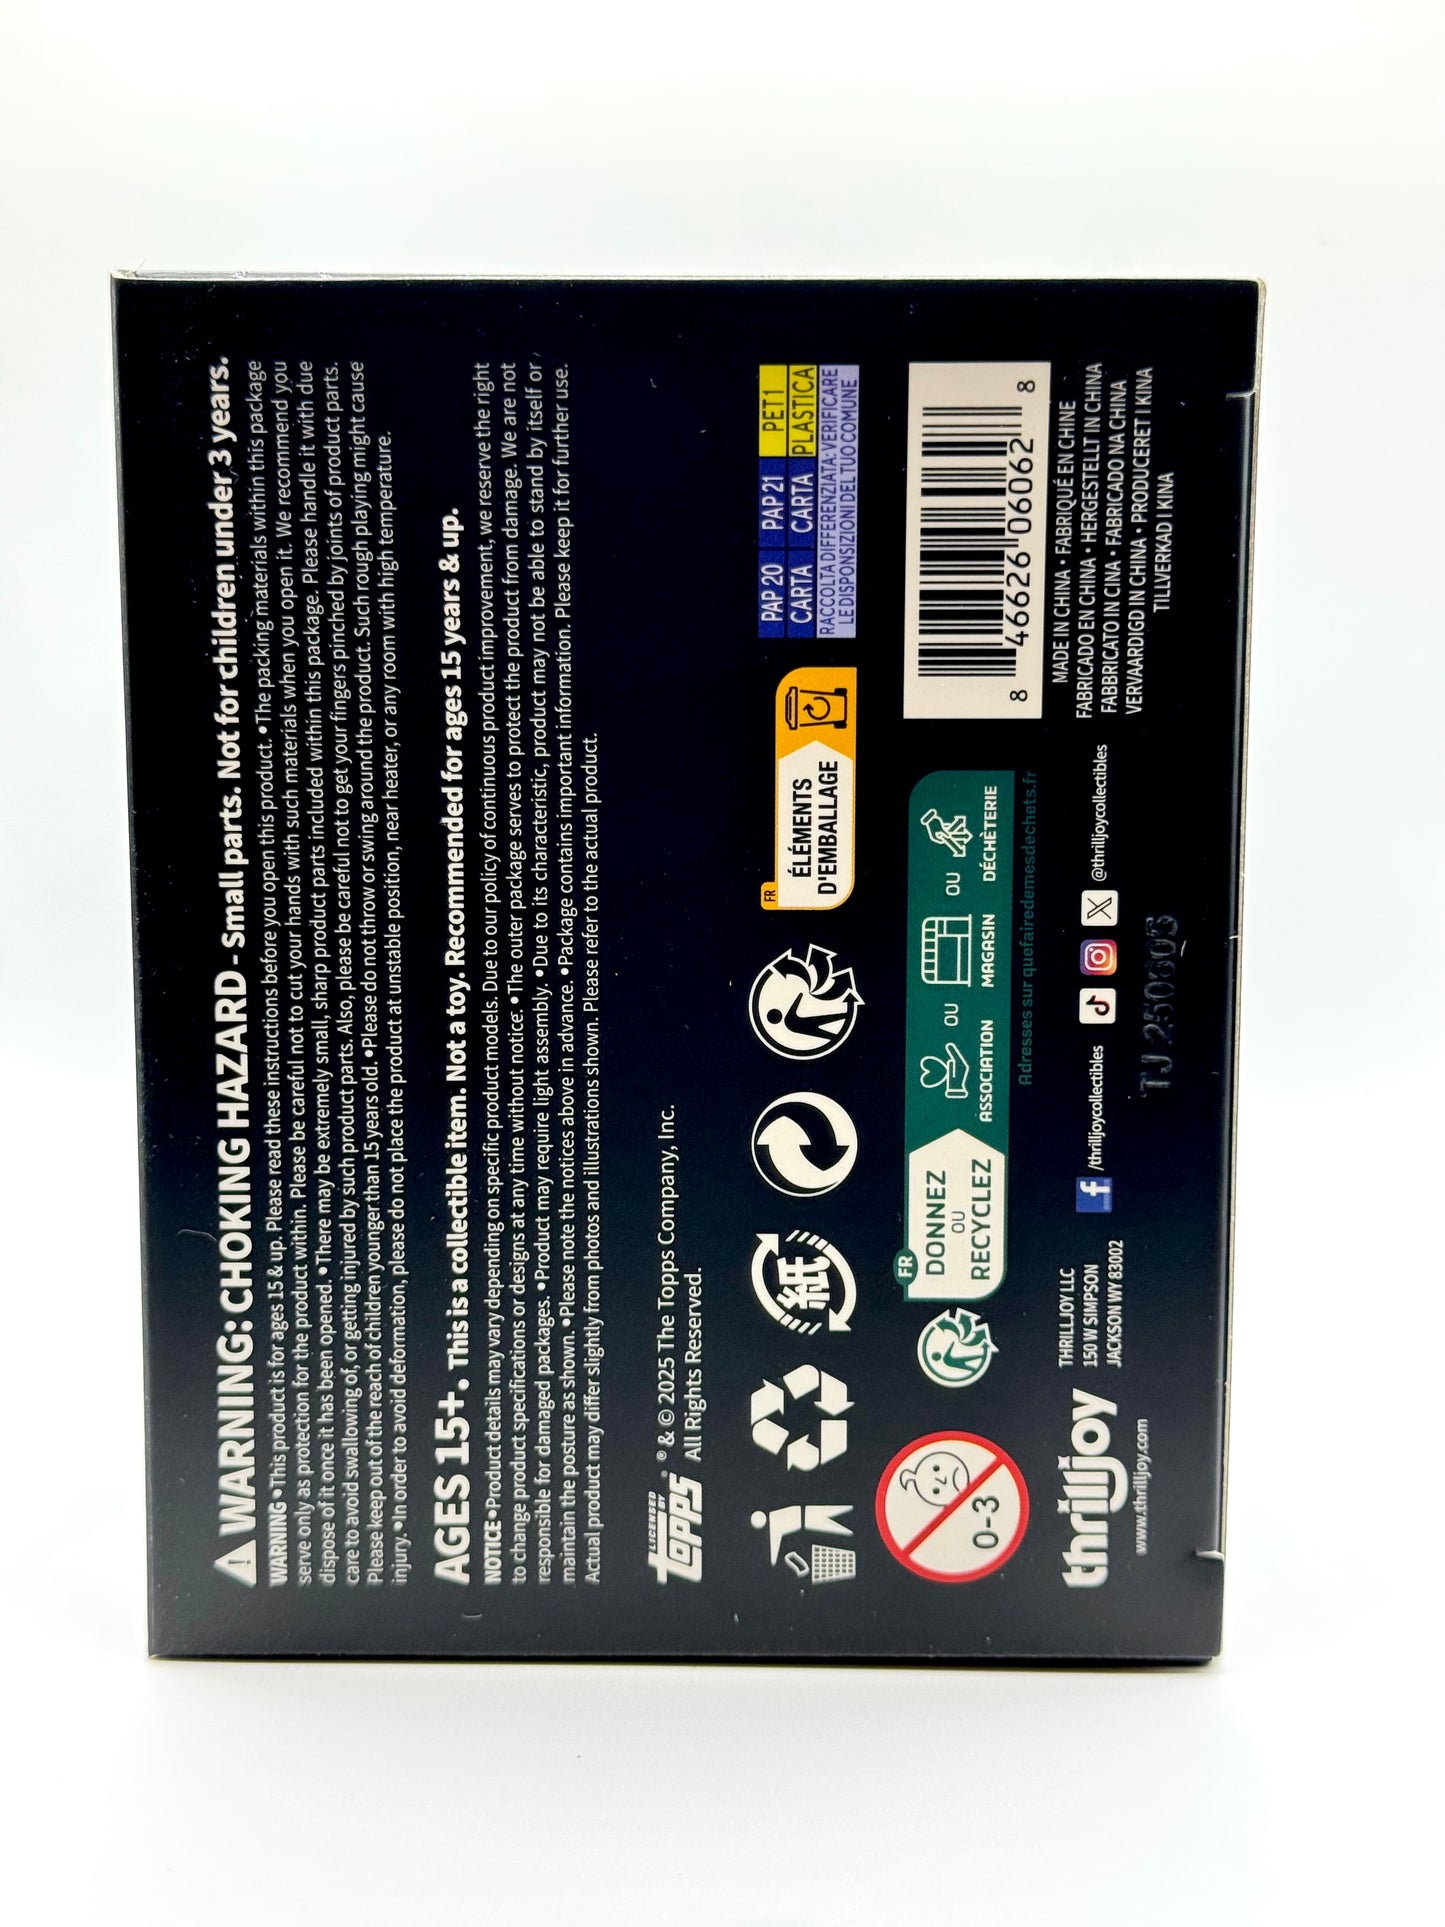 WARNING: CHOKING HAZARD - Small parts. Not for children under 3 years.
WARNING • This product is for ages 15 & up. Please read these instructions before you open this product. • The packing materials within this package
serve only as protection for the product within. Please be careful not to cut your hands with such materials when you open it. We recommend you
dispose of it once it has been opened. • There may be extremely small, sharp product parts included within this package. Please handle it with due
care to avoid swallowing of, or getting injured by such product parts. Also, please be careful not to get your fingers pinched by joints of product parts.
Please keep out of the reach of children younger than 15 years old. • Please do not throw or swing around the product. Such rough playing might cause
injury. • In order to avoid deformation, please do not place the product at unstable position, near heater, or any room with high temperature.
AGES 15+. This is a collectible item. Not a toy. Recommended for ages 15 years & up.
NOTICE • Product details may vary depending on specific product models. Due to our policy of continuous product improvement, we reserve the right
to change product specifications or designs at any time without notice. • The outer package serves to protect the product from damage. We are not
responsible for damaged packages. • Product may require light assembly. • Due to its characteristic, product may not be able to stand by itself or
maintain the posture as shown. • Please note the notices above in advance. • Package contains important information. Please keep it for further use.
Actual product may differ slightly from photos and illustrations shown. Please refer to the actual product.
LICENSED BY
Topps
® & © 2025 The Topps Company, Inc.
All Rights Reserved.
紙
FR
ÉLÉMENTS
D'EMBALLAGE
PAP 20 PAP 21 PET 1
CARTA CARTA PLASTICA
RACCOLTA DIFFERENZIATA: VERIFICARE
LE DISPONSIZIONI DEL TUO COMUNE
0-3
FR
DONNEZ
OU
RECYCLEZ
ASSOCIATION OU MAGASIN OU DÉCHÈTERIE
Adresses sur quefairedemesdechets.fr
8 46626 06062 8
thrilljoy
www.thrilljoy.com
THRILLJOY LLC
150 W SIMPSON
JACKSON WY 83002
f /thrilljoycollectibles
X @thrilljoycollectibles
MADE IN CHINA • FABRIQUÉ EN CHINE
FABRICADO EN CHINA • HERGESTELLT IN CHINA
FABBRICATO IN CINA • FABRICADO NA CHINA
VERVAARDIGD IN CHINA • PRODUCERET I KINA
TILLVERKAD I KINA